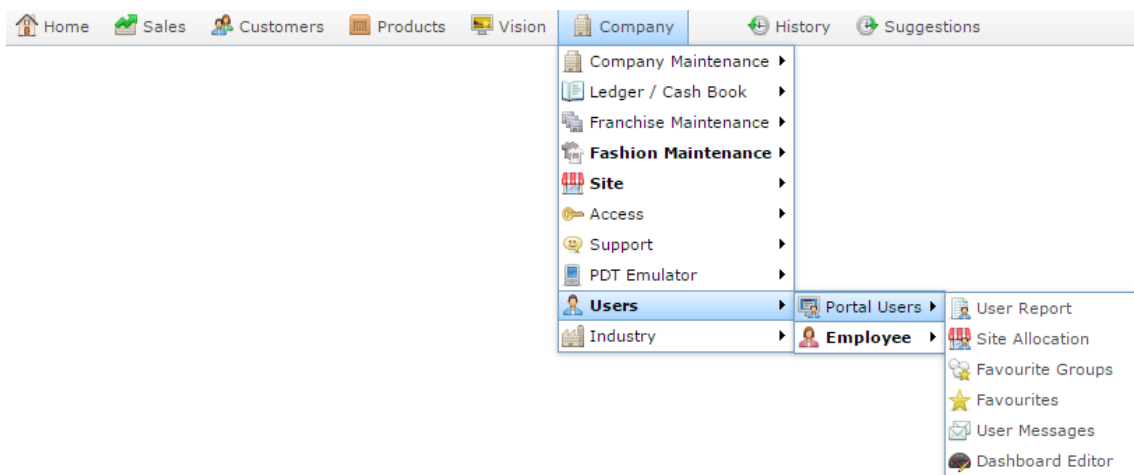 Home Sales Customers Products Vision Company History Suggestions
Company Maintenance
Ledger / Cash Book
Franchise Maintenance
Fashion Maintenance
Site
Access
Support
PDT Emulator
Users
Industry
Portal Users
Employee
User Report
Site Allocation
Favourite Groups
Favourites
User Messages
Dashboard Editor